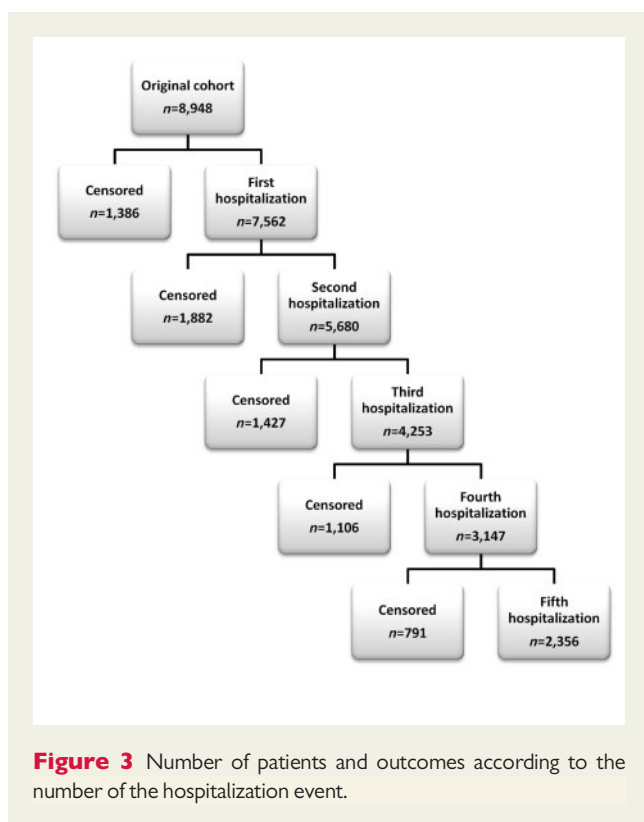 Original cohort
n=8,948
Censored
n=1,386
First
hospitalization
n=7,562
Censored
n=1,882
Second
hospitalization
n=5,680
Censored
n=1,427
Third
hospitalization
n=4,253
Censored
n=1,106
Fourth
hospitalization
n=3,147
Censored
n=791
Fifth
hospitalization
n=2,356
Figure 3 Number of patients and outcomes according to the
number of the hospitalization event.